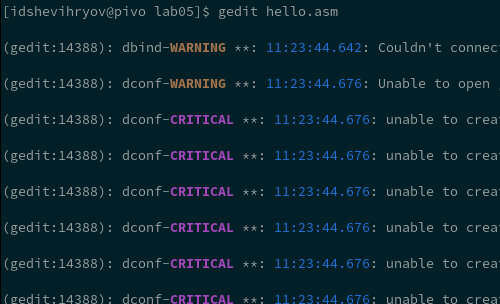 [idshevihryov@pivo lab05]$ gedit hello.asm
(gedit:14388): dbind-WARNING **: 11:23:44.642: Couldn't connec
(gedit:14388): dconf-WARNING **: 11:23:44.676: Unable to open
(gedit:14388): dconf-CRITICAL **: 11:23:44.676: unable to crea
(gedit:14388): dconf-CRITICAL **: 11:23:44.676: unable to crea
(gedit:14388): dconf-CRITICAL **: 11:23:44.676: unable to crea
(gedit:14388): dconf-CRITICAL **: 11:23:44.676: unable to crea
(gedit:14388): dconf-CRITICAL **: 11:23:44.676: unable to crea
(gedit:14388): dconf-CRITICAL **: 11:23:44.676: unable to crea